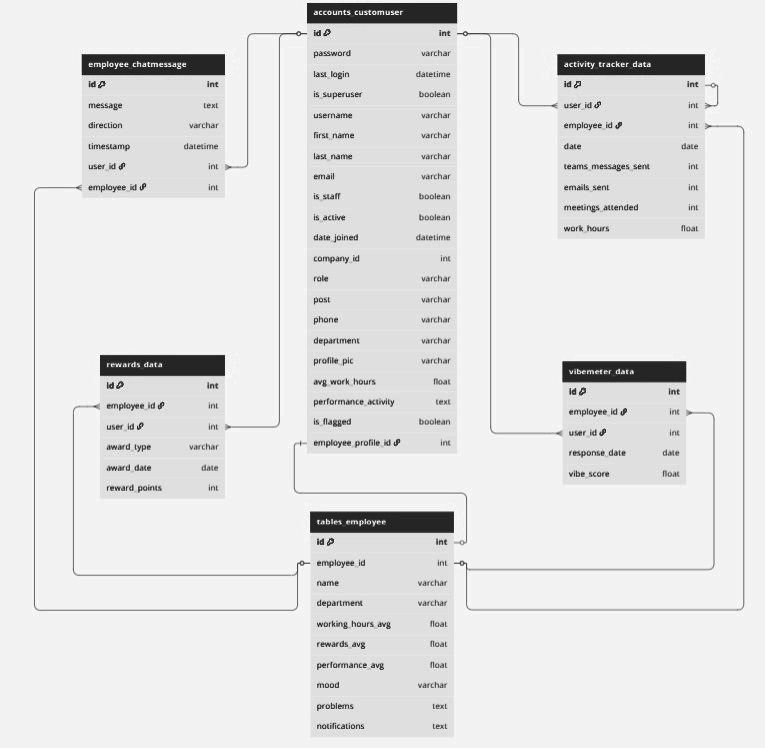 accounts_customuser
id int
password varchar
last_login datetime
is_superuser boolean
username varchar
first_name varchar
last_name varchar
email varchar
is_staff boolean
is_active boolean
date_joined datetime
company_id int
role varchar
post varchar
phone varchar
department varchar
profile_pic varchar
avg_work_hours float
performance_activity text
is_flagged boolean
employee_profile_id int
employee_chatmessage
id int
message text
direction varchar
timestamp datetime
user_id int
employee_id int
activity_tracker_data
id int
user_id int
employee_id int
date date
teams_messages_sent int
emails_sent int
meetings_attended int
work_hours float
rewards_data
id int
employee_id int
user_id int
award_type varchar
award_date date
reward_points int
vibemeter_data
id int
employee_id int
user_id int
response_date date
vibe_score float
tables_employee
id int
employee_id int
name varchar
department varchar
working_hours_avg float
rewards_avg float
performance_avg float
mood varchar
problems text
notifications text